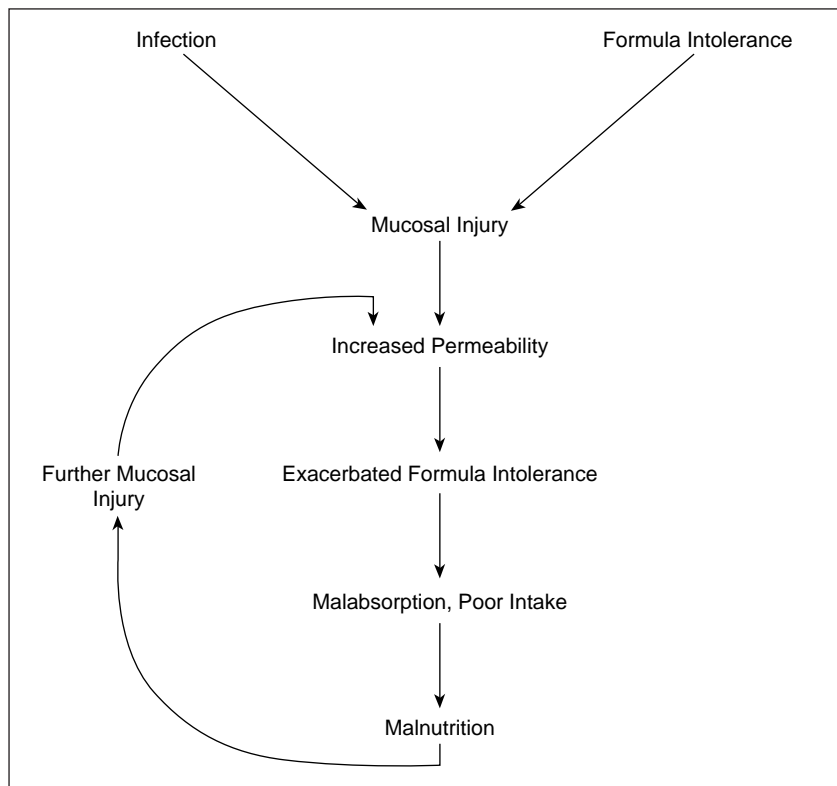 Infection
Formula Intolerance
Mucosal Injury
Increased Permeability
Further Mucosal
Injury
Exacerbated Formula Intolerance
Malabsorption, Poor Intake
Malnutrition